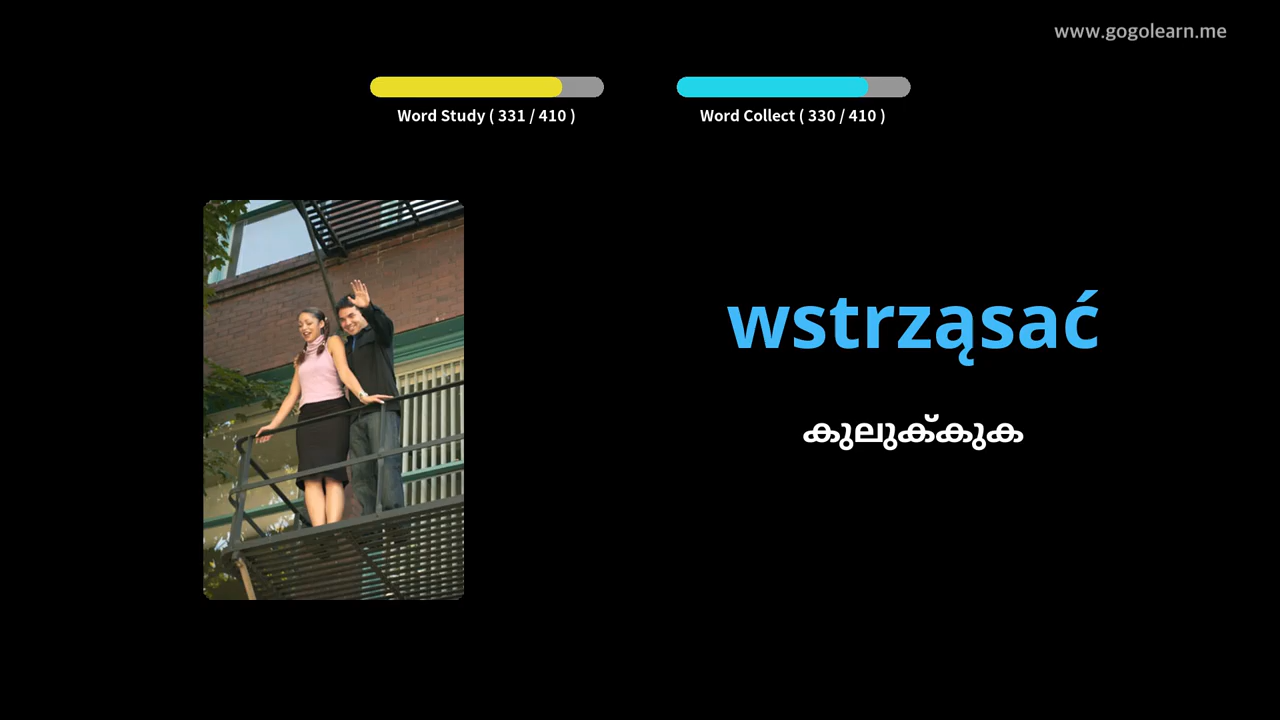 www.gogolearn.me
Word Study ( 331 / 410 )
Word Collect ( 330 / 410 )
wstrząsać
കുലുക്കുക